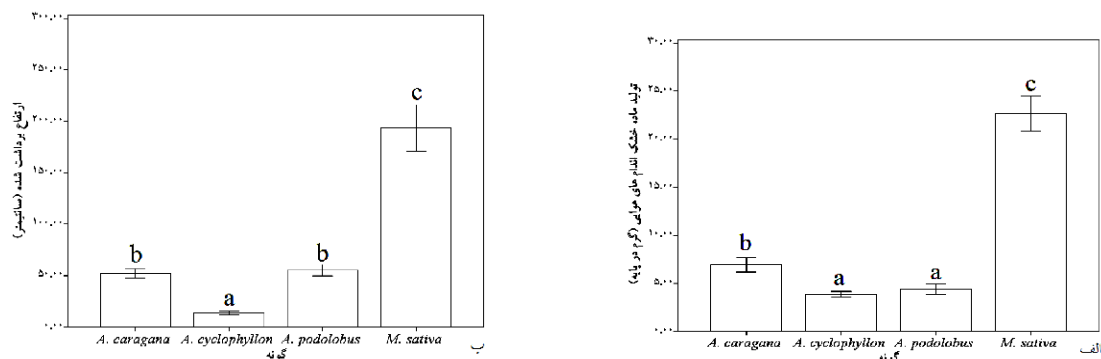 ارتفاع برداشت شده (سانتیمتر)
۳۰۰.۰۰
۲۵۰.۰۰
۲۰۰.۰۰
۱۵۰.۰۰
۱۰۰.۰۰
۵۰.۰۰
۰.۰۰
b
a
b
c
A. caragana A. cyclophyllon A. podolobus M. sativa
گونه
ب
تولید ماده خشک اندام های هوایی (گرم در پایه)
۳۰.۰۰
۲۵.۰۰
۲۰.۰۰
۱۵.۰۰
۱۰.۰۰
۵.۰۰
۰.۰۰
b
a
a
c
A. caragana A. cyclophyllon A. podolobus M. sativa
گونه
الف